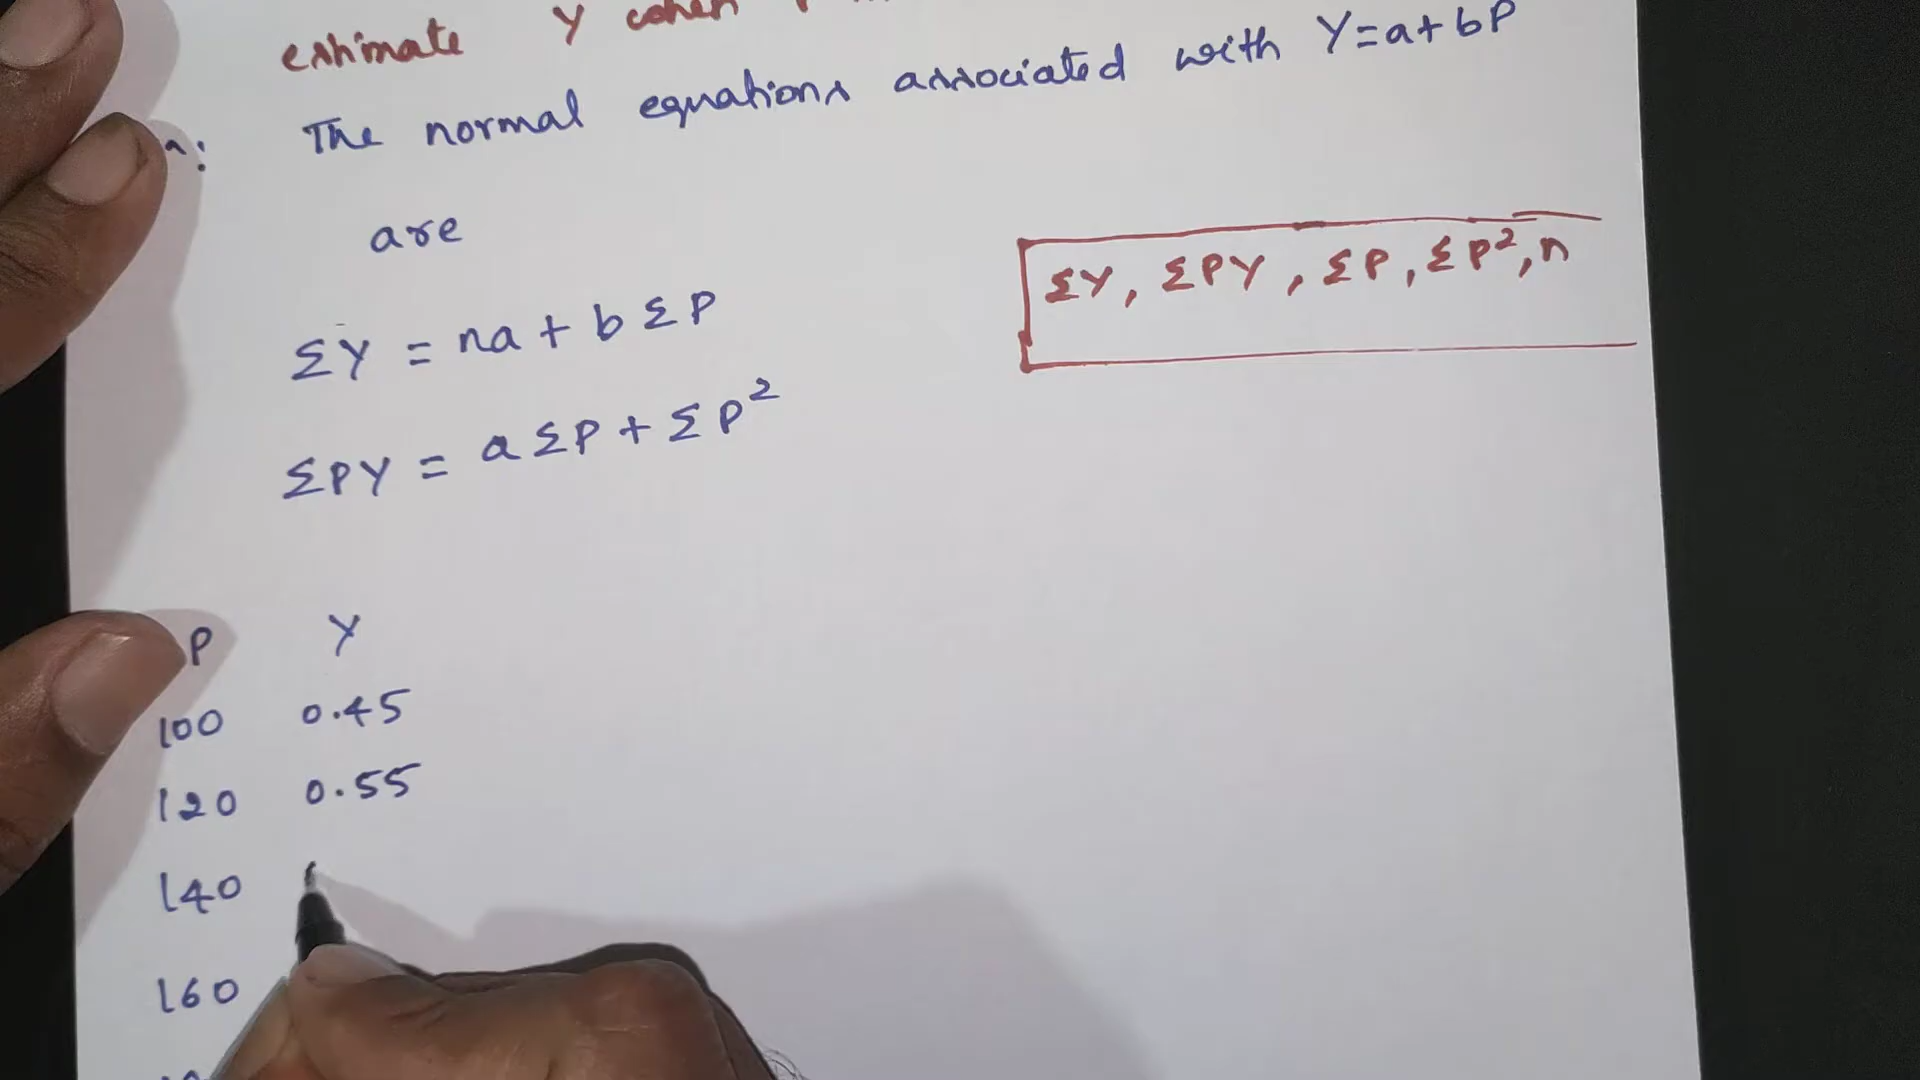 estimate Y when
The normal equations associated with Y=a+bP
are
ΣY = na + bΣP
ΣPY = aΣP + ΣP²
ΣY, ΣPY, ΣP, ΣP², n
P Y
100 0.45
120 0.55
140
160